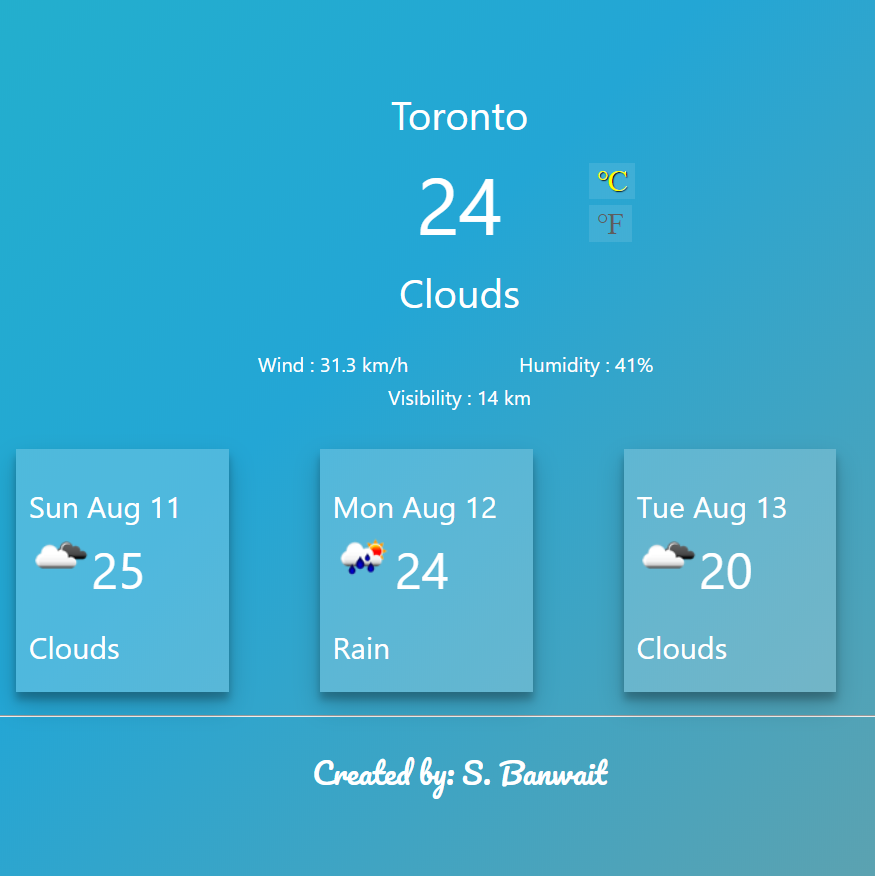 Toronto
24
°C
°F
Clouds
Wind : 31.3 km/h
Humidity : 41%
Visibility : 14 km
Sun Aug 11
25
Clouds
Mon Aug 12
24
Rain
Tue Aug 13
20
Clouds
Created by: S. Banwait